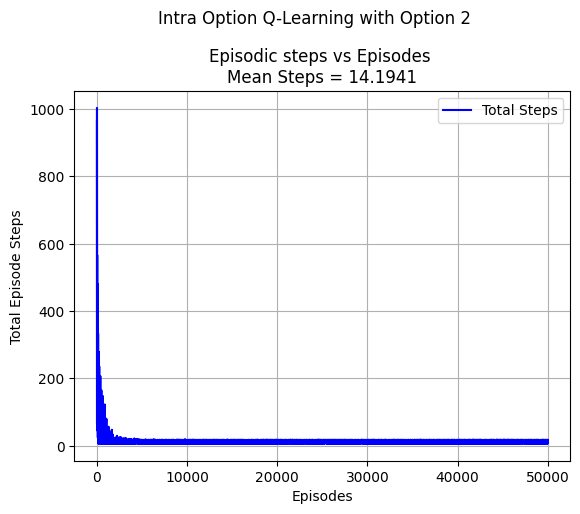 Intra Option Q-Learning with Option 2
Episodic steps vs Episodes
Mean Steps = 14.1941
Total Steps
1000
800
600
400
200
0
Total Episode Steps
0 10000 20000 30000 40000 50000
Episodes